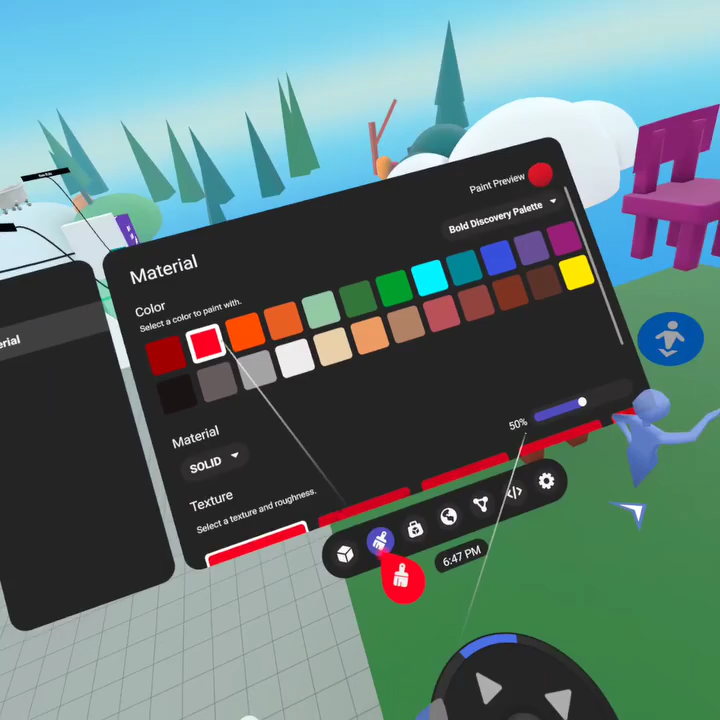 Paint Preview
Bold Discovery Palette
Material
Color
Select a color to paint with.
erial
Material
SOLID
50%
Texture
Select a texture and roughness.
6:47 PM